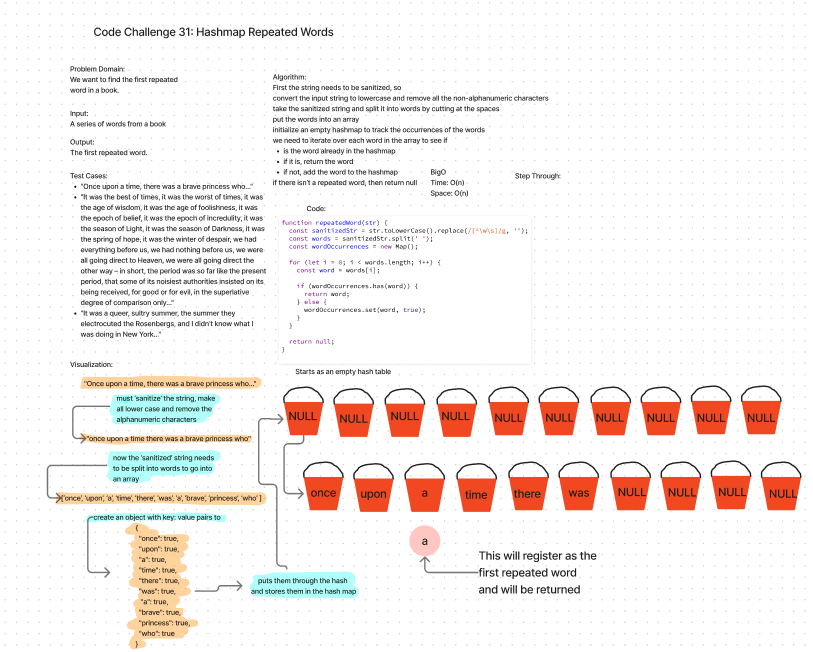 Code Challenge 31: Hashmap Repeated Words
Problem Domain:
We want to find the first repeated
word in a book.
Input:
A series of words from a book
Output:
The first repeated word.
Test Cases:
• "Once upon a time, there was a brave princess who..."
• "It was the best of times, it was the worst of times, it was
the age of wisdom, it was the age of foolishness, it was
the epoch of belief, it was the epoch of incredulity, it was
the season of Light, it was the season of Darkness, it was
the spring of hope, it was the winter of despair, we had
everything before us, we had nothing before us, we were
all going direct to Heaven, we were all going direct the
other way – in short, the period was so far like the present
period, that some of its noisiest authorities insisted on its
being received, for good or for evil, in the superlative
degree of comparison only..."
• "It was a queer, sultry summer, the summer they
electrocuted the Rosenbergs, and I didn't know what I
was doing in New York..."
Algorithm:
First the string needs to be sanitized, so
convert the input string to lowercase and remove all the non-alphanumeric characters
take the sanitized string and split it into words by cutting at the spaces
put the words into an array
initialize an empty hashmap to track the occurrences of the words
we need to iterate over each word in the array to see if
• is the word already in the hashmap
• if it is, return the word
• if not, add the word to the hashmap
if there isn't a repeated word, then return null
BigO
Time: O(n)
Space: O(n)
Step Through:
Code:
function repeatedWord(str) {
const sanitizedStr = str.toLowerCase().replace(/[^\w\s]/g, '');
const words = sanitizedStr.split(' ');
const wordOccurrences = new Map();
for (let i = 0; i < words.length; i++) {
const word = words[i];
if (wordOccurrences.has(word)) {
return word;
} else {
wordOccurrences.set(word, true);
}
}
return null;
}
Visualization:
"Once upon a time, there was a brave princess who..."
must 'sanitize' the string, make
all lower case and remove the
alphanumeric characters
"once upon a time there was a brave princess who"
now the 'sanitized' string needs
to be split into words to go into
an array
'once', 'upon', 'a', 'time', 'there', 'was', 'a', 'brave', 'princess', 'who' ]
create an object with key: value pairs to
{
"once": true,
"upon": true,
"a": true,
"time": true,
"there": true,
"was": true,
"a": true,
"brave": true,
"princess": true,
"who": true
}
puts them through the hash
and stores them in the hash map
Starts as an empty hash table
NULL NULL NULL NULL NULL NULL NULL NULL NULL NULL
once upon a time there was NULL NULL NULL NULL
a
This will register as the
first repeated word
and will be returned